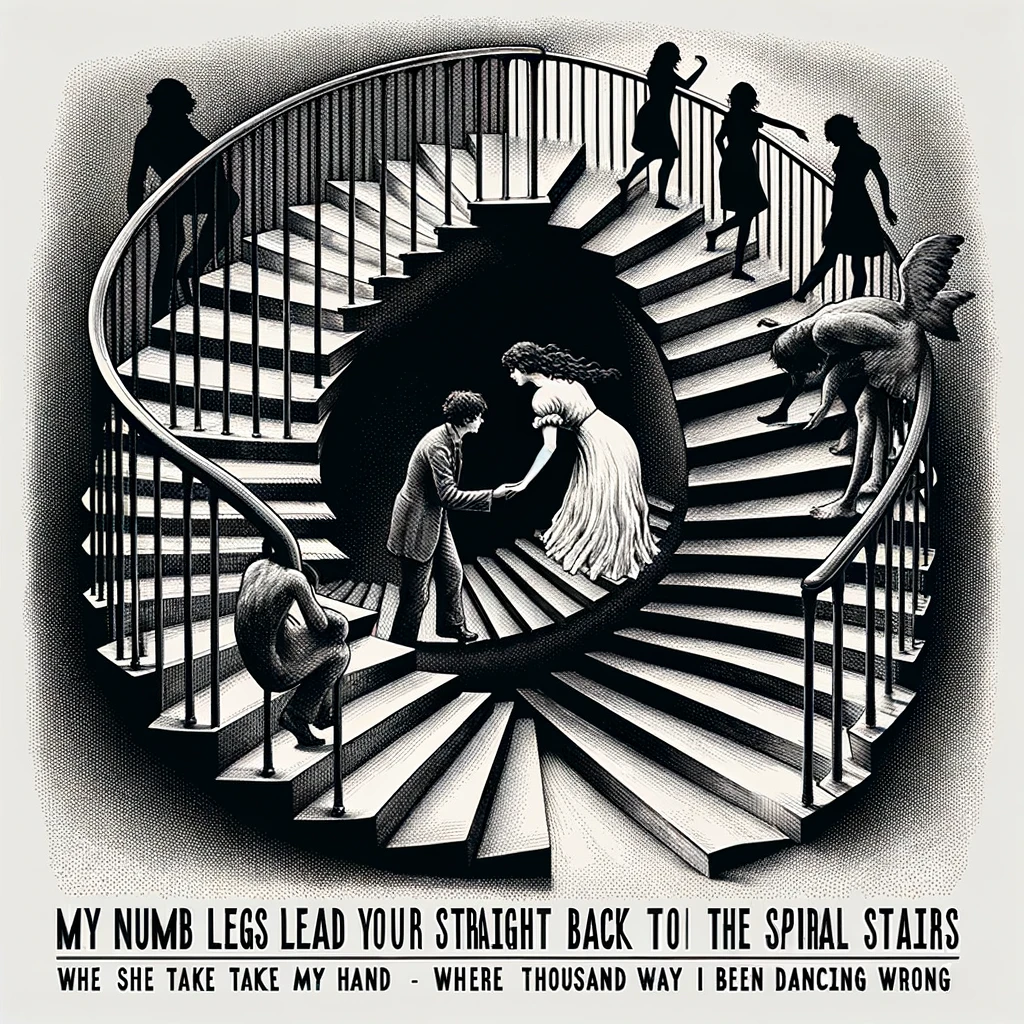 MY NUMB LEGS LEAD YOUR STRAIGHT BACK TO| THE SPIRAL STAIRS
WHE SHE TAKE TAKE MY HAND - WHERE THOUSAND WAY I BEEN DANCING WRONG